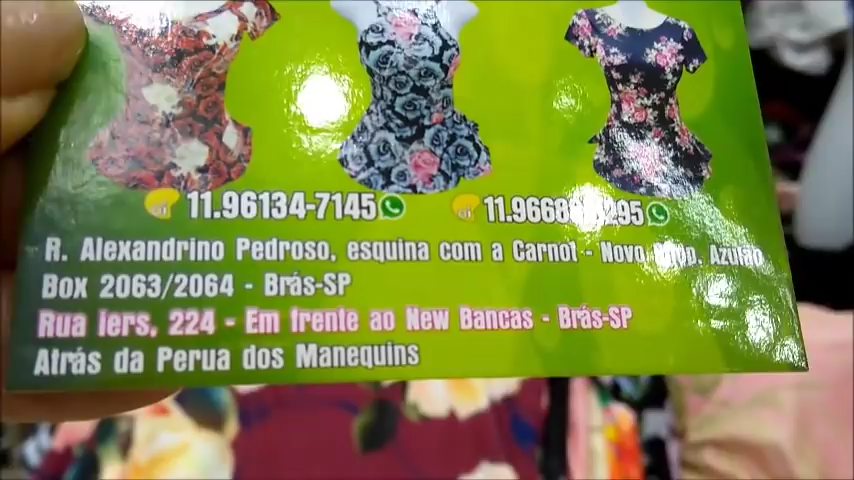 11.96134-7145
R. Alexandrino Pedroso, esquina com a Carnot - Novo Azulão
Box 2063/2064 - Brás-SP
Rua Iers, 224 - Em frente ao New Bancas - Brás-SP
Atrás da Perua dos Manequins